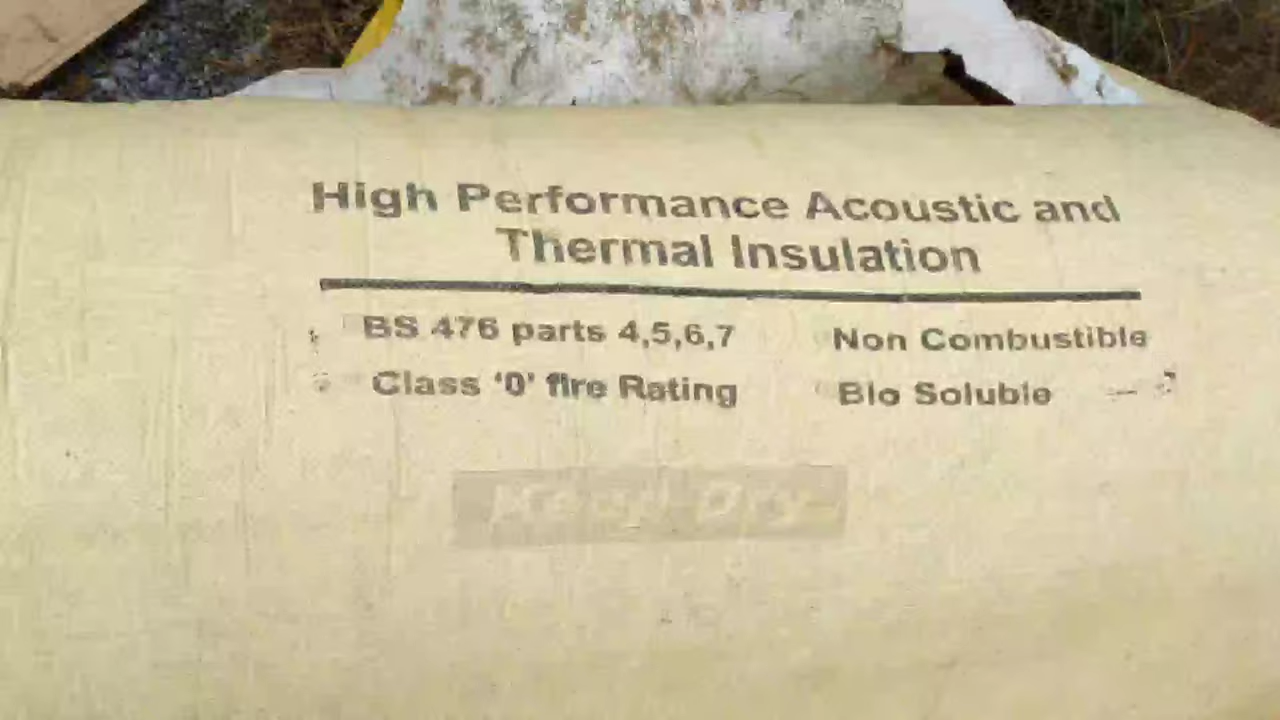 High Performance Acoustic and
Thermal Insulation
BS 476 parts 4,5,6,7
Non Combustible
Class ‘0’ fire Rating
Bio Soluble
Dry